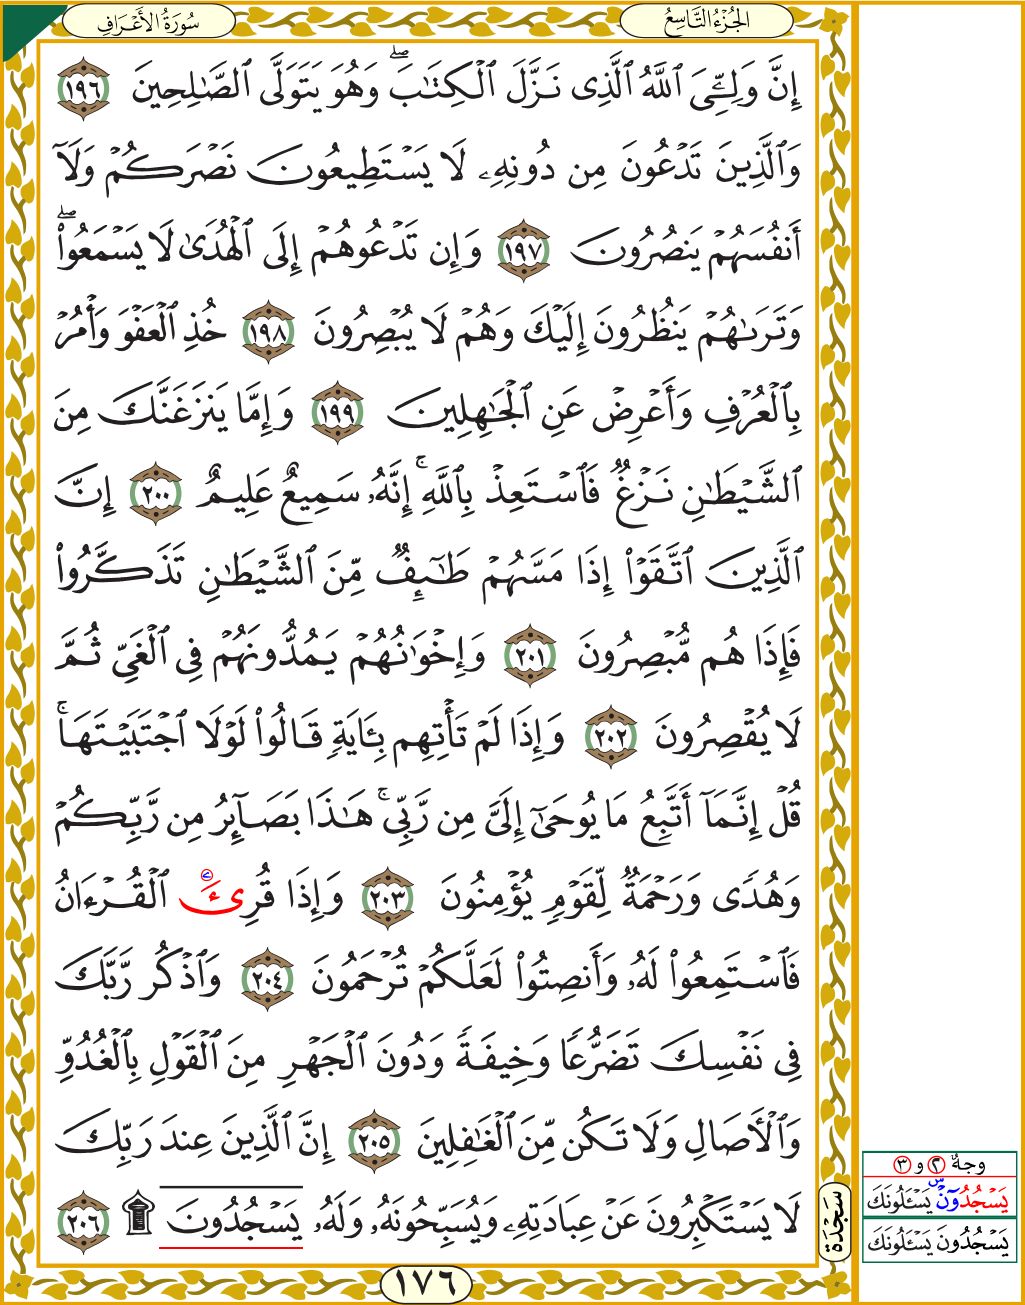 سُورَةُ الأَعْرَافِ
الجُزْءُ التَّاسِعُ
إِنَّ وَلِـِّۧىَ ٱللَّهُ ٱلَّذِى نَزَّلَ ٱلْكِتَٰبَ ۖ وَهُوَ يَتَوَلَّى ٱلصَّٰلِحِينَ ١٩٦
وَٱلَّذِينَ تَدْعُونَ مِن دُونِهِۦ لَا يَسْتَطِيعُونَ نَصْرَكُمْ وَلَآ
أَنفُسَهُمْ يَنصُرُونَ ١٩٧ وَإِن تَدْعُوهُمْ إِلَى ٱلْهُدَىٰ لَا يَسْمَعُوا۟ ۖ
وَتَرَىٰهُمْ يَنظُرُونَ إِلَيْكَ وَهُمْ لَا يُبْصِرُونَ ١٩٨ خُذِ ٱلْعَفْوَ وَأْمُرْ
بِٱلْعُرْفِ وَأَعْرِضْ عَنِ ٱلْجَٰهِلِينَ ١٩٩ وَإِمَّا يَنزَغَنَّكَ مِنَ
ٱلشَّيْطَٰنِ نَزْغٌ فَٱسْتَعِذْ بِٱللَّهِ ۚ إِنَّهُۥ سَمِيعٌ عَلِيمٌ ٢٠٠ إِنَّ
ٱلَّذِينَ ٱتَّقَوْا۟ إِذَا مَسَّهُمْ طَٰٓئِفٌ مِّنَ ٱلشَّيْطَٰنِ تَذَكَّرُوا۟
فَإِذَا هُم مُّبْصِرُونَ ٢٠١ وَإِخْوَٰنُهُمْ يَمُدُّونَهُمْ فِى ٱلْغَىِّ ثُمَّ
لَا يُقْصِرُونَ ٢٠٢ وَإِذَا لَمْ تَأْتِهِم بِـَٔايَةٍ قَالُوا۟ لَوْلَا ٱجْتَبَيْتَهَا ۚ
قُلْ إِنَّمَآ أَتَّبِعُ مَا يُوحَىٰٓ إِلَىَّ مِن رَّبِّى ۚ هَٰذَا بَصَآئِرُ مِن رَّبِّكُمْ
وَهُدًى وَرَحْمَةٌ لِّقَوْمٍ يُؤْمِنُونَ ٢٠٣ وَإِذَا قُرِىَٔ ٱلْقُرْءَانُ
فَٱسْتَمِعُوا۟ لَهُۥ وَأَنصِتُوا۟ لَعَلَّكُمْ تُرْحَمُونَ ٢٠٤ وَٱذْكُر رَّبَّكَ
فِى نَفْسِكَ تَضَرُّعًا وَخِيفَةً وَدُونَ ٱلْجَهْرِ مِنَ ٱلْقَوْلِ بِٱلْغُدُوِّ
وَٱلْأَصَالِ وَلَا تَكُن مِّنَ ٱلْغَٰفِلِينَ ٢٠٥ إِنَّ ٱلَّذِينَ عِندَ رَبِّكَ
لَا يَسْتَكْبِرُونَ عَنْ عِبَادَتِهِۦ وَيُسَبِّحُونَهُۥ وَلَهُۥ يَسْجُدُونَ ۩ ٢٠٦
سَجْدَة
١٧٦
وجهُ ٢ و ٣
يَسْجُدُونَ يَسْـَٔلُونَكَ
يَسْجُدُونَ يَسْـَٔلُونَكَ